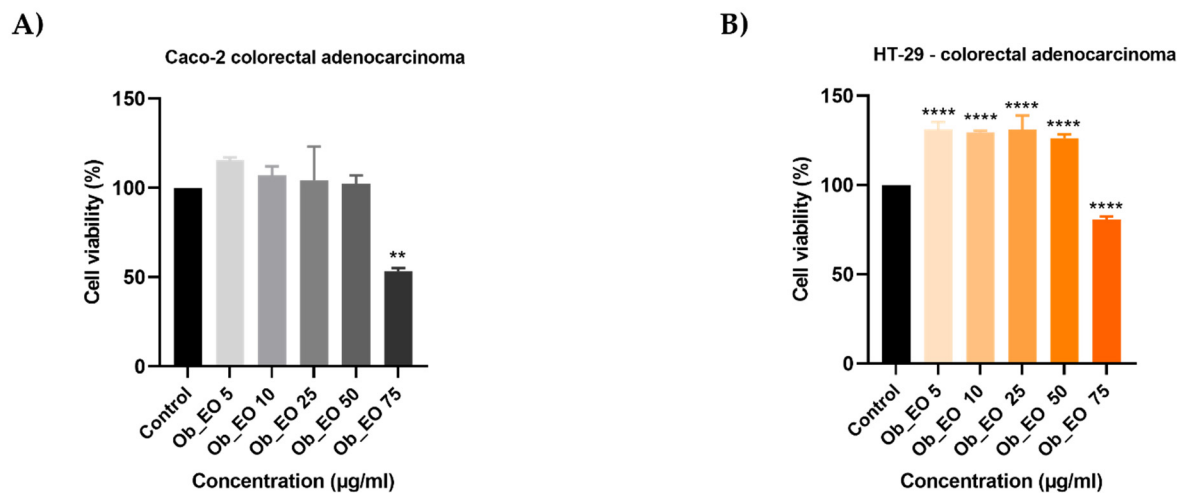 A)
Caco-2 colorectal adenocarcinoma
Cell viability (%)
150
100
50
0
**
Control
Ob_EO 5
Ob_EO 10
Ob_EO 25
Ob_EO 50
Ob_EO 75
Concentration (µg/ml)
B)
HT-29 - colorectal adenocarcinoma
Cell viability (%)
150
100
50
0
****
****
****
****
****
Control
Ob_EO 5
Ob_EO 10
Ob_EO 25
Ob_EO 50
Ob_EO 75
Concentration (µg/ml)